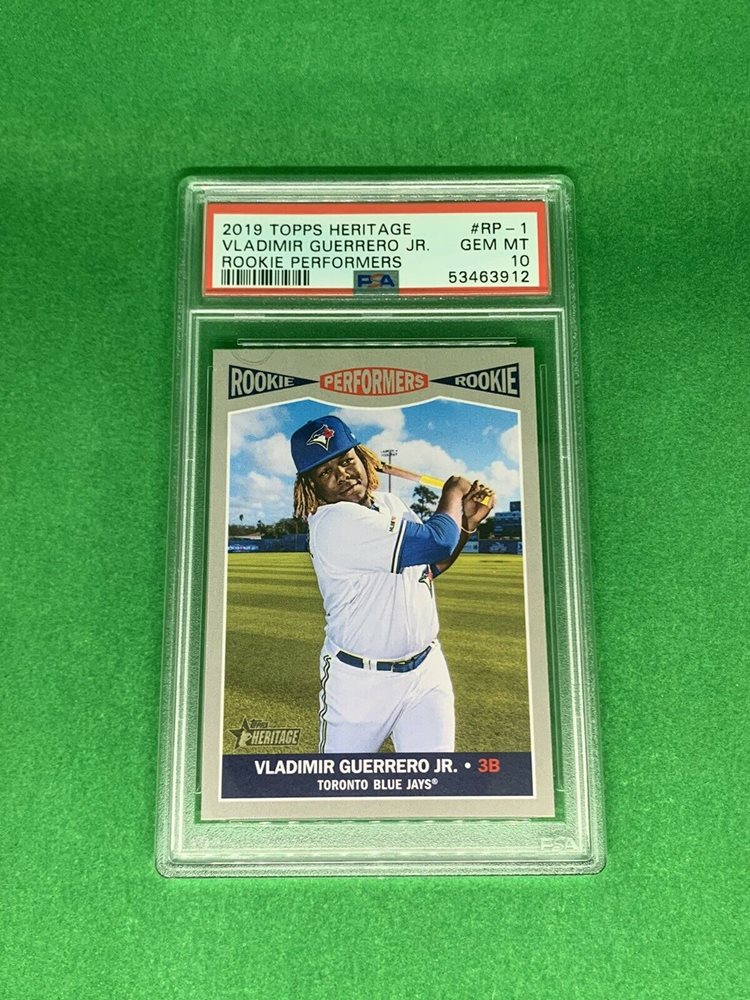 2019 TOPPS HERITAGE #RP-1
VLADIMIR GUERRERO JR. GEM MT
ROOKIE PERFORMERS 10
PSA 53463912
ROOKIE PERFORMERS ROOKIE
Topps
HERITAGE
VLADIMIR GUERRERO JR. • 3B
TORONTO BLUE JAYS®